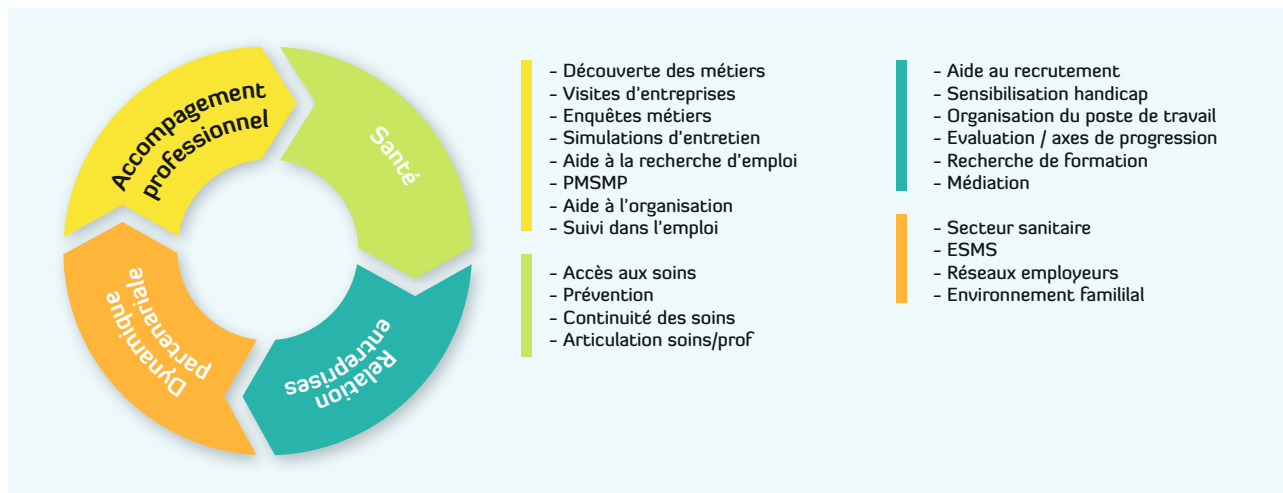 Accompagement
professionnel
Santé
Relation
entreprises
Dynamique
partenariale
- Découverte des métiers
- Visites d'entreprises
- Enquêtes métiers
- Simulations d'entretien
- Aide à la recherche d'emploi
- PMSMP
- Aide à l'organisation
- Suivi dans l'emploi
- Accès aux soins
- Prévention
- Continuité des soins
- Articulation soins/prof
- Aide au recrutement
- Sensibilisation handicap
- Organisation du poste de travail
- Evaluation / axes de progression
- Recherche de formation
- Médiation
- Secteur sanitaire
- ESMS
- Réseaux employeurs
- Environnement famililal